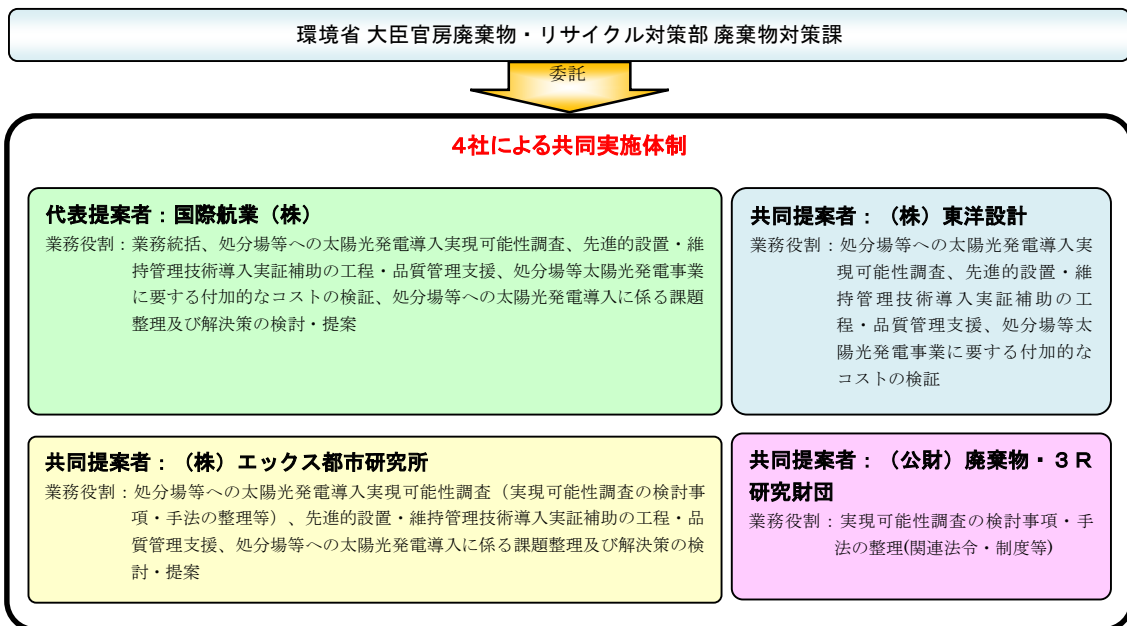 環境省 大臣官房廃棄物・リサイクル対策部 廃棄物対策課
委託
4社による共同実施体制
代表提案者：国際航業（株）
業務役割：業務統括、処分場等への太陽光発電導入実現可能性調査、先進的設置・維
持管理技術導入実証補助の工程・品質管理支援、処分場等太陽光発電事業
に要する付加的なコストの検証、処分場等への太陽光発電導入に係る課題
整理及び解決策の検討・提案
共同提案者：（株）東洋設計
業務役割：処分場等への太陽光発電導入実
現可能性調査、先進的設置・維
持管理技術導入実証補助の工
程・品質管理支援、処分場等太
陽光発電事業に要する付加的な
コストの検証
共同提案者：（株）エックス都市研究所
業務役割：処分場等への太陽光発電導入実現可能性調査（実現可能性調査の検討事
項・手法の整理等）、先進的設置・維持管理技術導入実証補助の工程・品
質管理支援、処分場等への太陽光発電導入に係る課題整理及び解決策の検
討・提案
共同提案者：（公財）廃棄物・３Ｒ
研究財団
業務役割：実現可能性調査の検討事項・手
法の整理(関連法令・制度等)